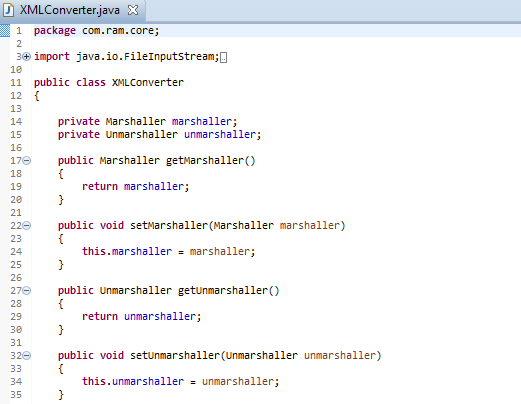 XMLConverter.java
1 package com.ram.core;
2
3 import java.io.FileInputStream;
10
11 public class XMLConverter
12 {
13
14     private Marshaller marshaller;
15     private Unmarshaller unmarshaller;
16
17     public Marshaller getMarshaller()
18     {
19         return marshaller;
20     }
21
22     public void setMarshaller(Marshaller marshaller)
23     {
24         this.marshaller = marshaller;
25     }
26
27     public Unmarshaller getUnmarshaller()
28     {
29         return unmarshaller;
30     }
31
32     public void setUnmarshaller(Unmarshaller unmarshaller)
33     {
34         this.unmarshaller = unmarshaller;
35     }